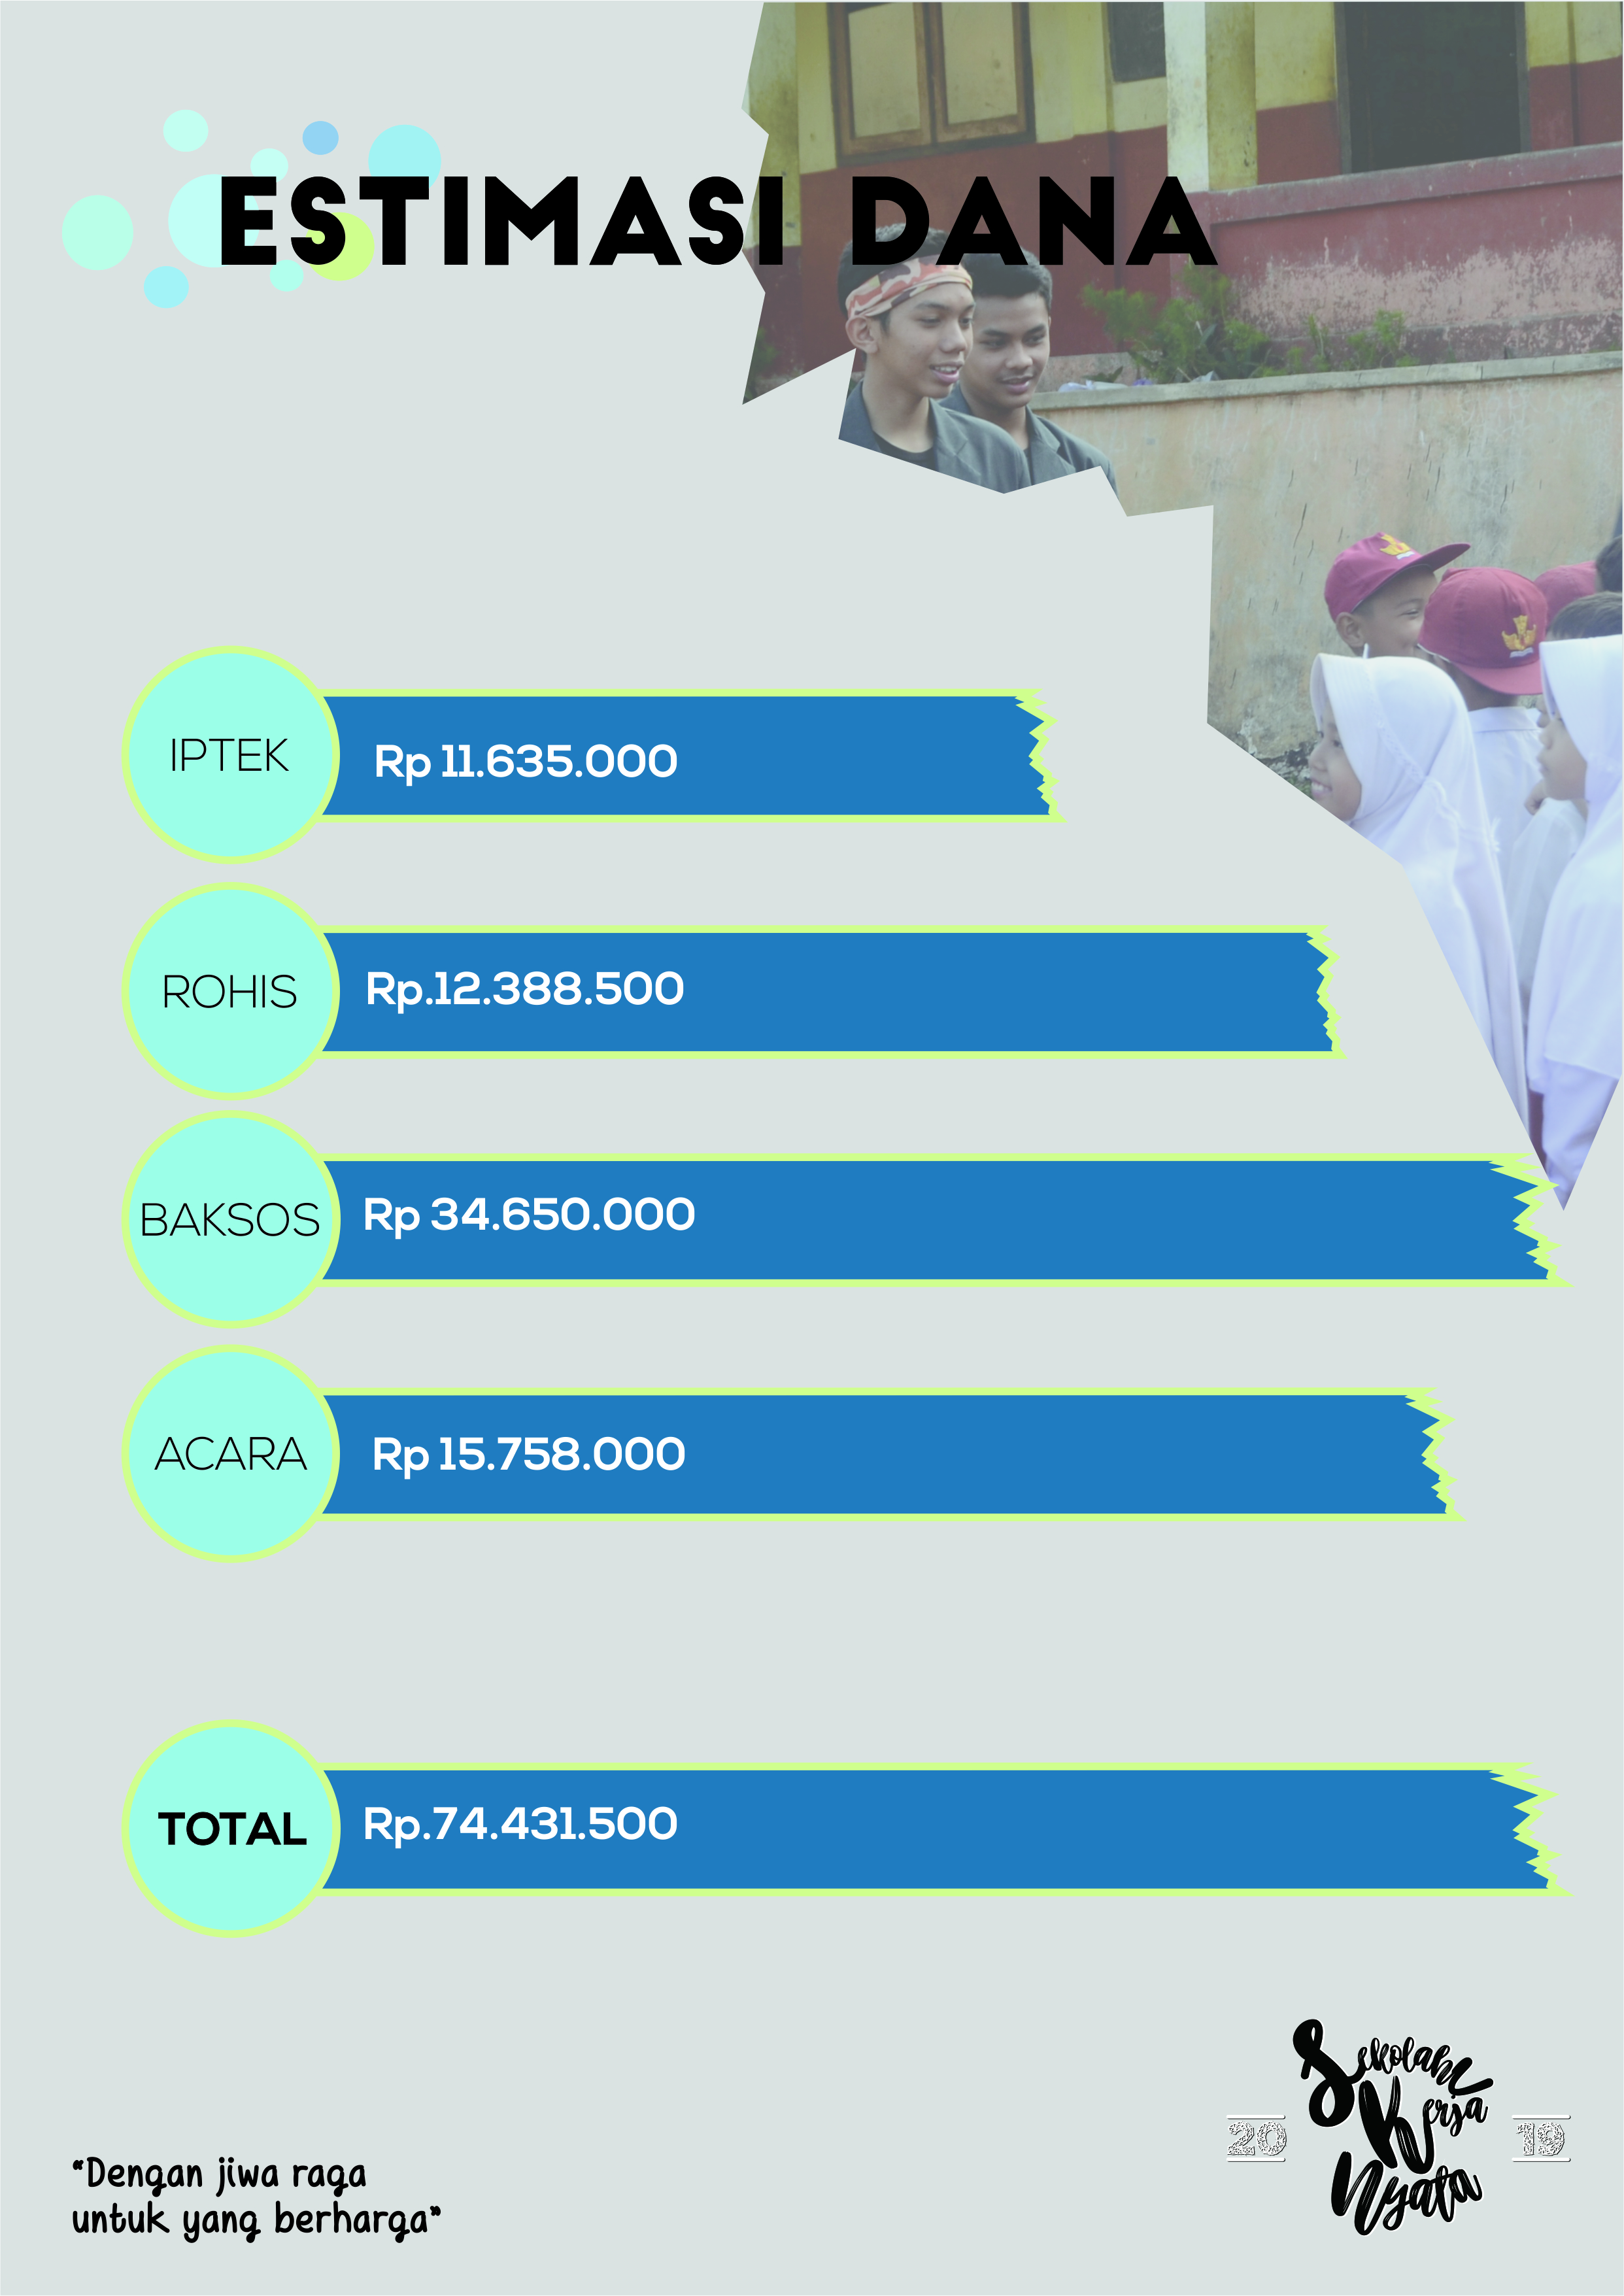 ESTIMASI DANA
IPTEK
Rp 11.635.000
ROHIS
Rp.12.388.500
BAKSOS
Rp 34.650.000
ACARA
Rp 15.758.000
TOTAL
Rp.74.431.500
Sekolah
20 Kerja 19
Nyata
“Dengan jiwa raga
untuk yang berharga”